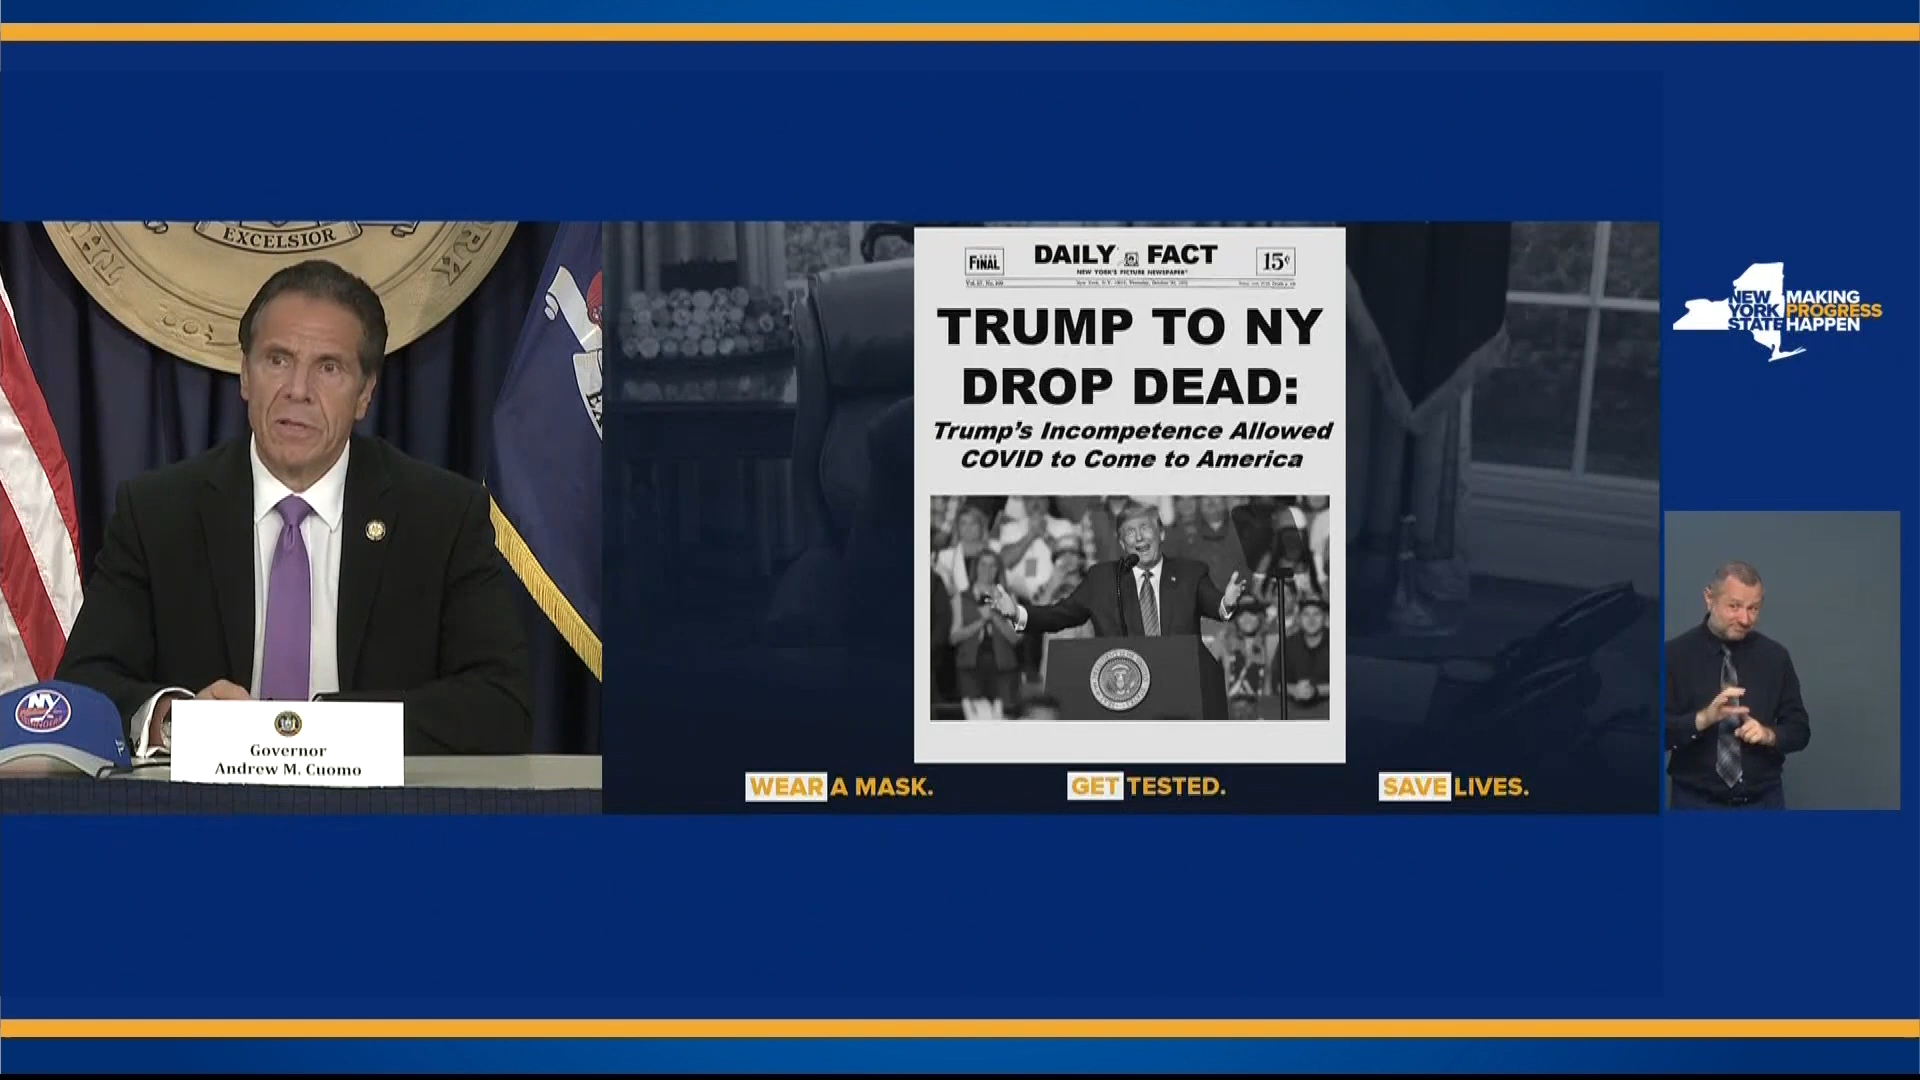 EXCELSIOR
Governor
Andrew M. Cuomo
FINAL
DAILY FACT
15¢
NEW YORK'S PICTURE NEWSPAPER
TRUMP TO NY
DROP DEAD:
Trump's Incompetence Allowed
COVID to Come to America
WEAR A MASK.
GET TESTED.
SAVE LIVES.
NEW
YORK
STATE
MAKING
PROGRESS
HAPPEN
NY